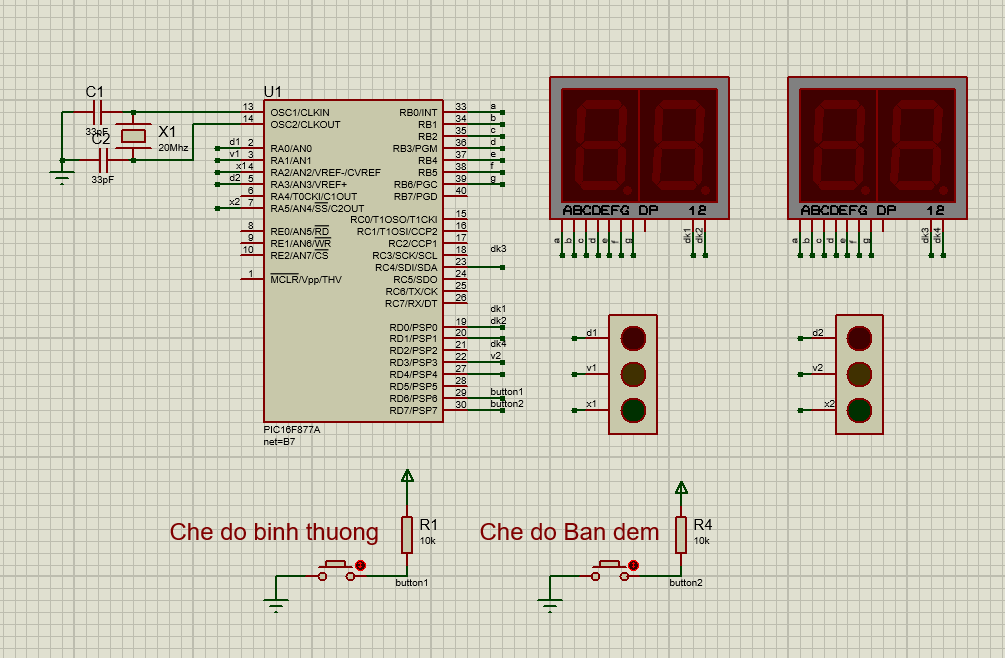 C1
33pF
C2
33pF
X1
20Mhz
U1
13 OSC1/CLKIN
14 OSC2/CLKOUT
d1 2 RA0/AN0
v1 3 RA1/AN1
x1 4 RA2/AN2/VREF-/CVREF
d2 5 RA3/AN3/VREF+
6 RA4/T0CKI/C1OUT
x2 7 RA5/AN4/SS/C2OUT
8 RE0/AN5/RD
9 RE1/AN6/WR
10 RE2/AN7/CS
1 MCLR/Vpp/THV
RB0/INT 33 a
RB1 34 b
RB2 35 c
RB3/PGM 36 d
RB4 37 e
RB5 38 f
RB6/PGC 39 g
RB7/PGD 40
RC0/T1OSO/T1CKI 15
RC1/T1OSI/CCP2 16
RC2/CCP1 17
RC3/SCK/SCL 18
RC4/SDI/SDA 23 dk3
RC5/SDO 24
RC6/TX/CK 25
RC7/RX/DT 26
RD0/PSP0 19 dk1
RD1/PSP1 20 dk2
RD2/PSP2 21
RD3/PSP3 22 dk4
RD4/PSP4 27 v2
RD5/PSP5 28
RD6/PSP6 29 button1
RD7/PSP7 30 button2
PIC16F877A
net=B7
ABCDEFG DP 12
a b c d e f g dk1 dk2
ABCDEFG DP 12
a b c d e f g dk3 dk4
d1
v1
x1
d2
v2
x2
Che do binh thuong
R1
10k
button1
Che do Ban dem
R4
10k
button2